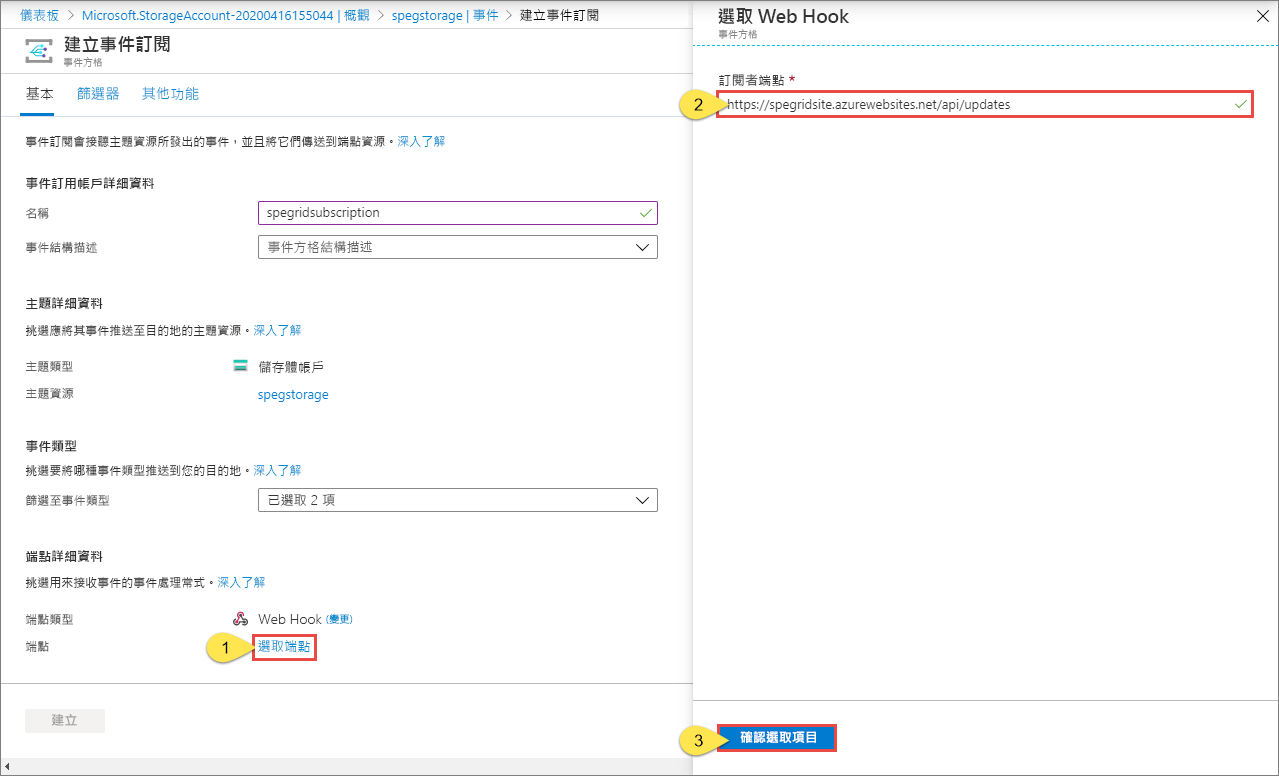 儀表板 > Microsoft.StorageAccount-20200416155044 | 概觀 > spegstorage | 事件 > 建立事件訂閱
建立事件訂閱
事件方格
基本 篩選器 其他功能
事件訂閱會接聽主題資源所發出的事件，並且將它們傳送到端點資源。深入了解
事件訂用帳戶詳細資料
名稱 spegridsubscription
事件結構描述 事件方格結構描述
主題詳細資料
挑選應將其事件推送至目的地的主題資源。深入了解
主題類型 儲存體帳戶
主題資源 spegstorage
事件類型
挑選要將哪種事件類型推送到您的目的地。深入了解
篩選至事件類型 已選取 2 項
端點詳細資料
挑選用來接收事件的事件處理常式。深入了解
端點類型 Web Hook (變更)
端點 1 選取端點
建立
選取 Web Hook
事件方格
訂閱者端點 *
2 https://spegridsite.azurewebsites.net/api/updates
3 確認選取項目